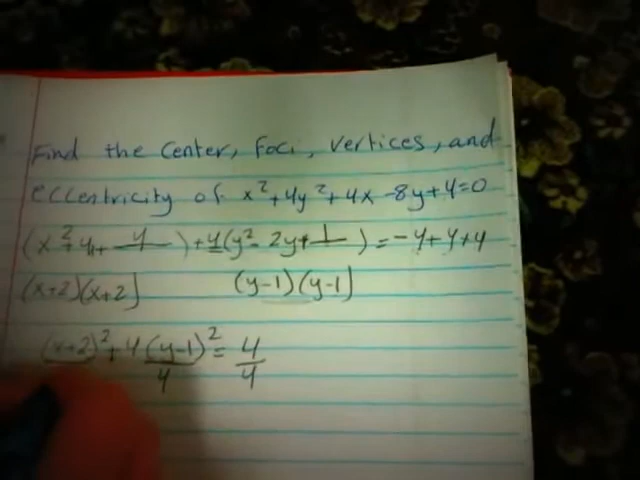 Find the Center, Foci, Vertices, and
eccentricity of x²+4y²+4x-8y+4=0
(x²+4x+ 4 )+4(y²-2y+ 1 )=-4+4+4
(x+2)(x+2) (y-1)(y-1)
(x+2)²+4(y-1)²=4
4 4